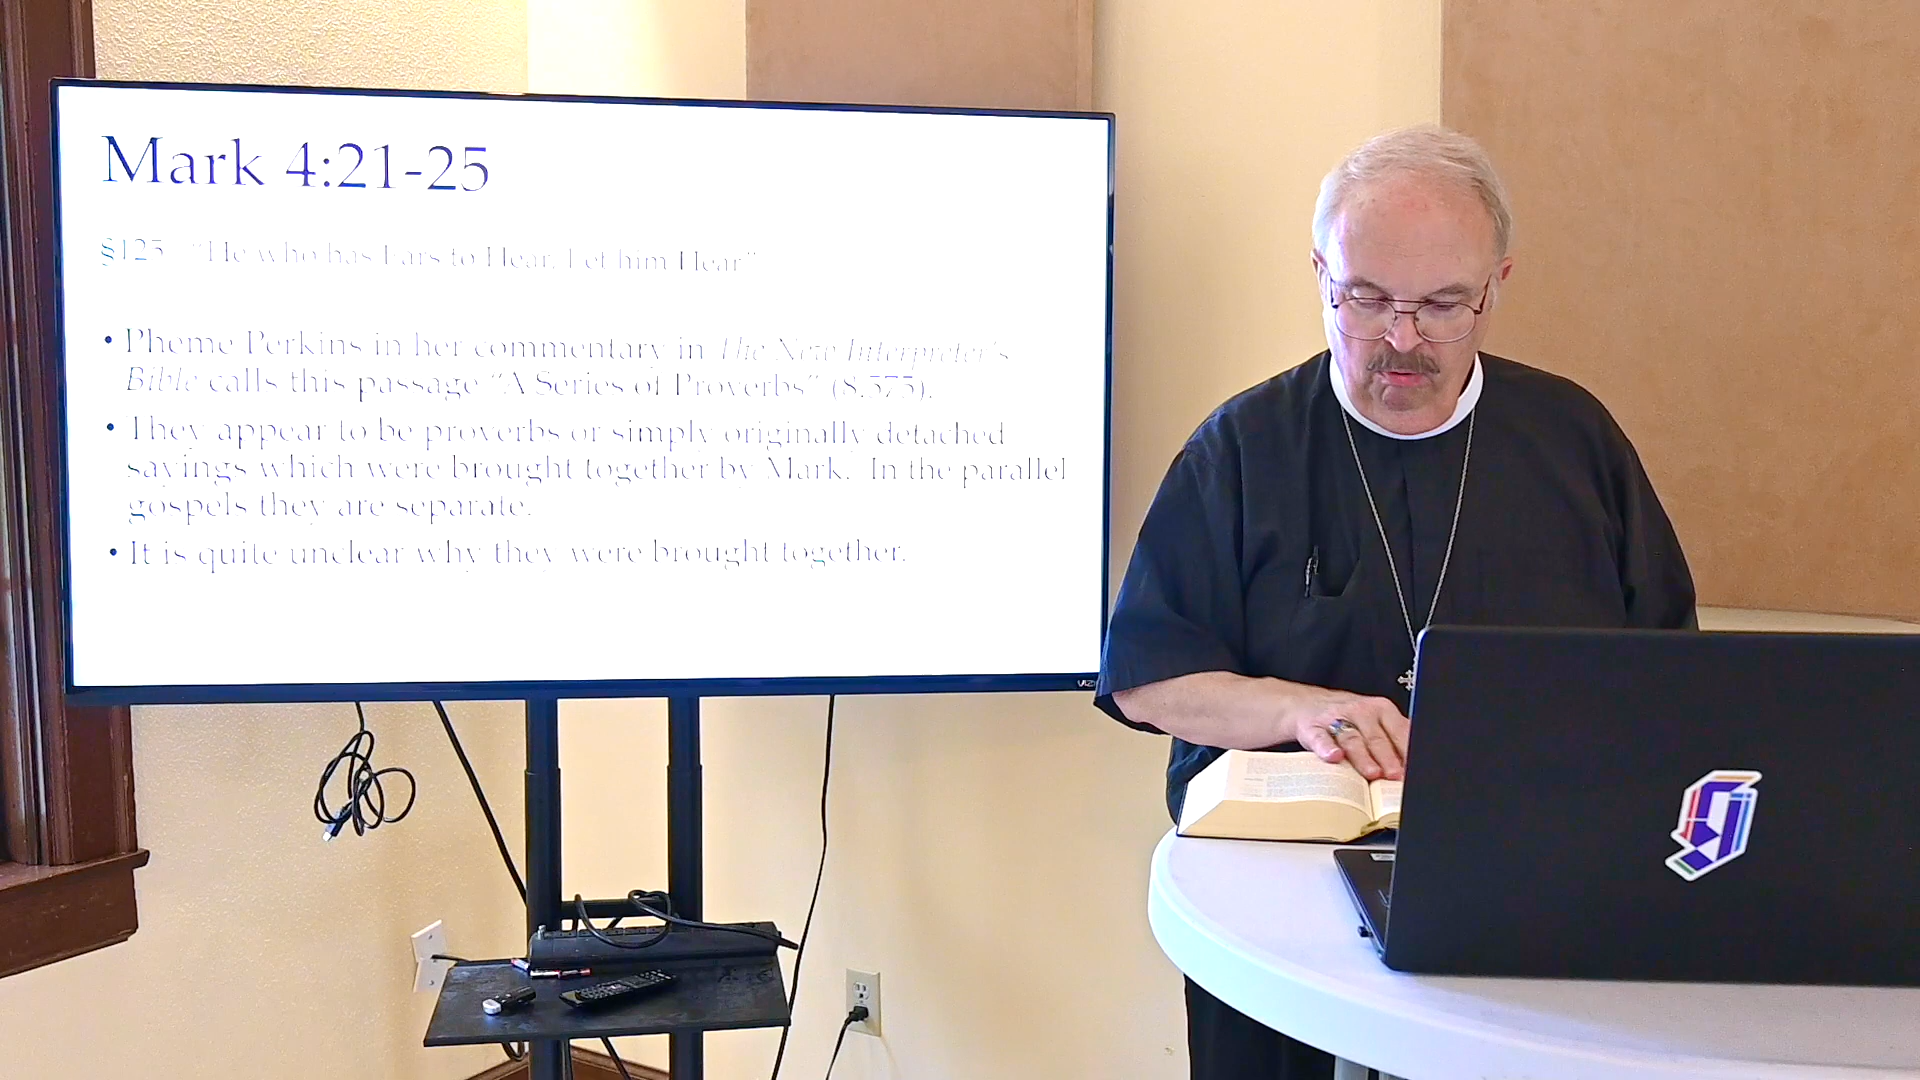 Mark 4:21-25
§125 "He who has Ears to Hear, Let him Hear"
• Pheme Perkins in her commentary in The New Interpreter's
Bible calls this passage "A Series of Proverbs" (8.573).
• They appear to be proverbs or simply originally detached
sayings which were brought together by Mark. In the parallel
gospels they are separate.
• It is quite unclear why they were brought together.